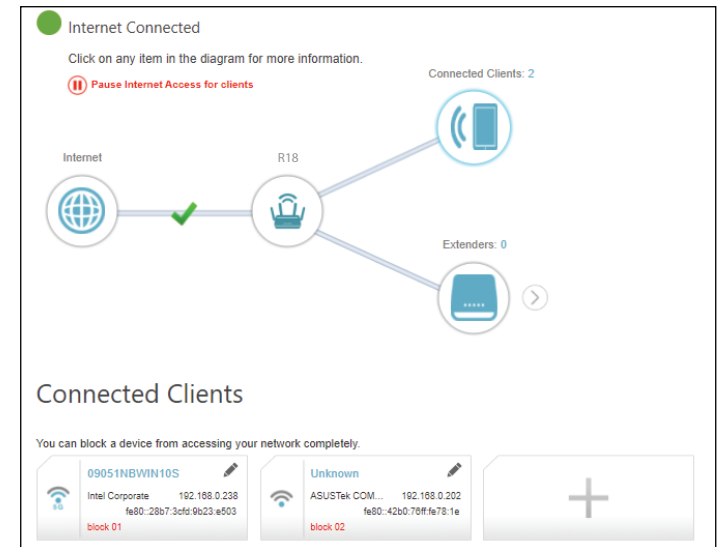 Internet Connected
Click on any item in the diagram for more information.
Pause Internet Access for clients
Connected Clients: 2
Internet
R18
Extenders: 0
Connected Clients
You can block a device from accessing your network completely.
09051NBWIN10S
Intel Corporate 192.168.0.238
fe80::28b7:3cfd:9b23:e503
block 01
5G
Unknown
ASUSTek COM... 192.168.0.202
fe80::42b0:76ff:fe78:1e
block 02